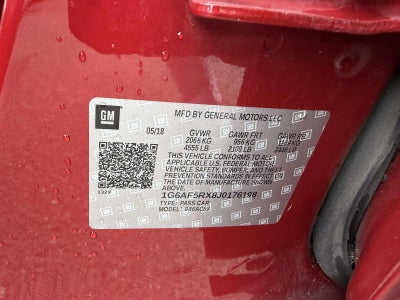 GM
MFD BY GENERAL MOTORS LLC
05/18 GVWR GAWR FRT GAWR RR
2066 KG 956 KG
4555 LB 2108 LB
THIS VEHICLE CONFORMS TO ALL
APPLICABLE U.S. FEDERAL MOTOR
VEHICLE SAFETY, BUMPER, AND THEFT
PREVENTION STANDARDS IN EFFECT ON
THE DATE OF MANUFACTURE SHOWN
ABOVE.
1G6AF5RX8J0176198
TYPE: PASS CAR